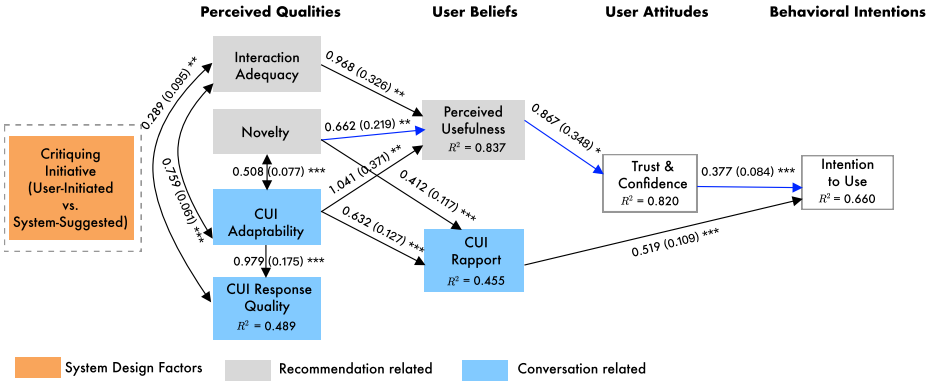 Perceived Qualities
User Beliefs
User Attitudes
Behavioral Intentions
Interaction
Adequacy
0.968 (0.326) **
0.289 (0.095) **
Novelty
0.662 (0.219) **
Perceived
Usefulness
R² = 0.837
0.867 (0.348) *
Critiquing
Initiative
(User-Initiated
vs.
System-Suggested)
0.759 (0.061) ***
0.508 (0.077) ***
1.041 (0.371) **
0.412 (0.117) ***
Trust &
Confidence
R² = 0.820
0.377 (0.084) ***
Intention
to Use
R² = 0.660
CUI
Adaptability
0.632 (0.127) ***
CUI
Rapport
R² = 0.455
0.519 (0.109) ***
0.979 (0.175) ***
CUI Response
Quality
R² = 0.489
System Design Factors
Recommendation related
Conversation related